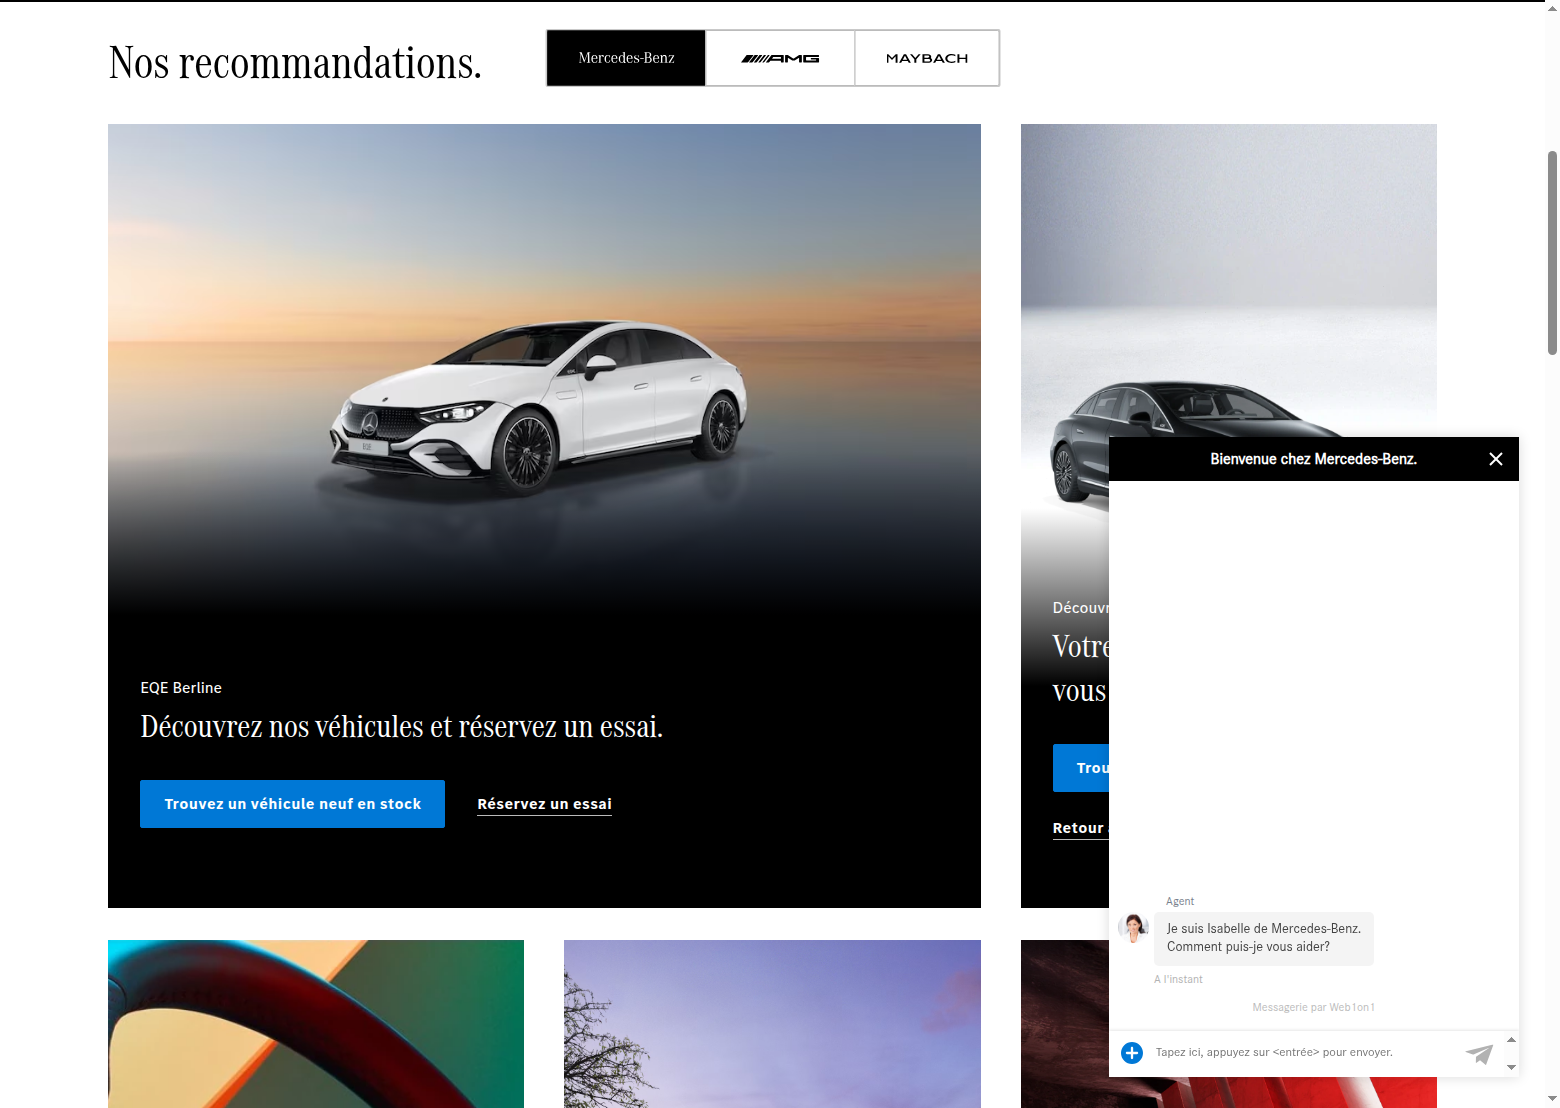 Nos recommandations.
Mercedes-Benz
AMG
MAYBACH
EQE Berline
Découvrez nos véhicules et réservez un essai.
Trouvez un véhicule neuf en stock
Réservez un essai
Votre
vous
Retour
Bienvenue chez Mercedes-Benz.
Agent
Je suis Isabelle de Mercedes-Benz.
Comment puis-je vous aider?
A l'instant
Messagerie par Web1on1
Tapez ici, appuyez sur <entrée> pour envoyer.